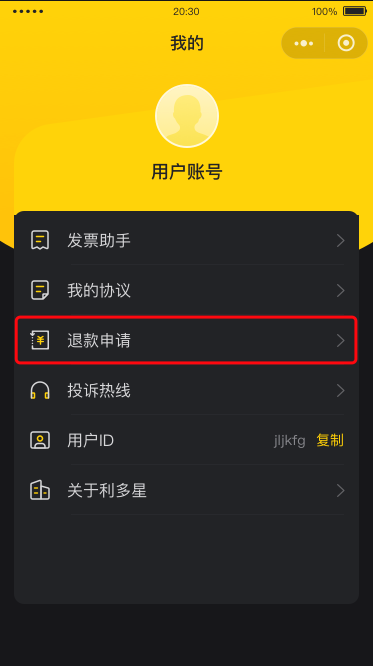 20:30
100%
我的
用户账号
发票助手
我的协议
退款申请
投诉热线
用户ID jljkfg 复制
关于利多星